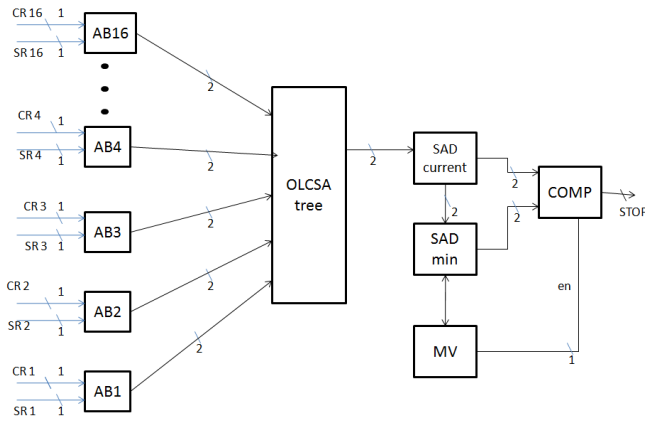 CR 16 1
SR 16 1
AB16
2
CR 4 1
SR 4 1
AB4
2
CR 3 1
SR 3 1
AB3
2
CR 2 1
SR 2 1
AB2
2
CR 1 1
SR 1 1
AB1
2
OLCSA
tree
2
SAD
current
2
2
SAD
min
2
COMP
STOP
en
MV
1